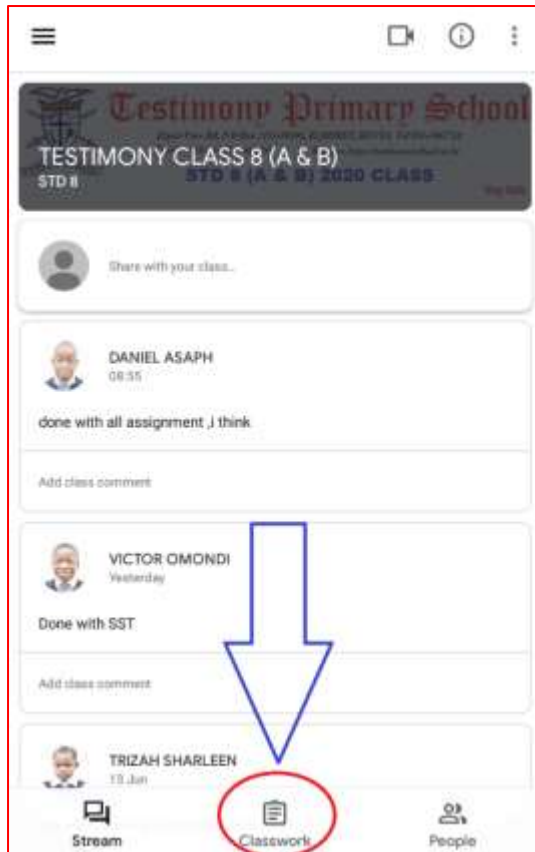 Testimony Primary School
TESTIMONY CLASS 8 (A & B)
STD 8
STD 8 (A & B) 2020 CLASS
Share with your class...
DANIEL ASAPH
08:55
done with all assignment ,i think
Add class comment
VICTOR OMONDI
Yesterday
Done with SST
Add class comment
TRIZAH SHARLEEN
15 Jun
Stream
Classwork
People